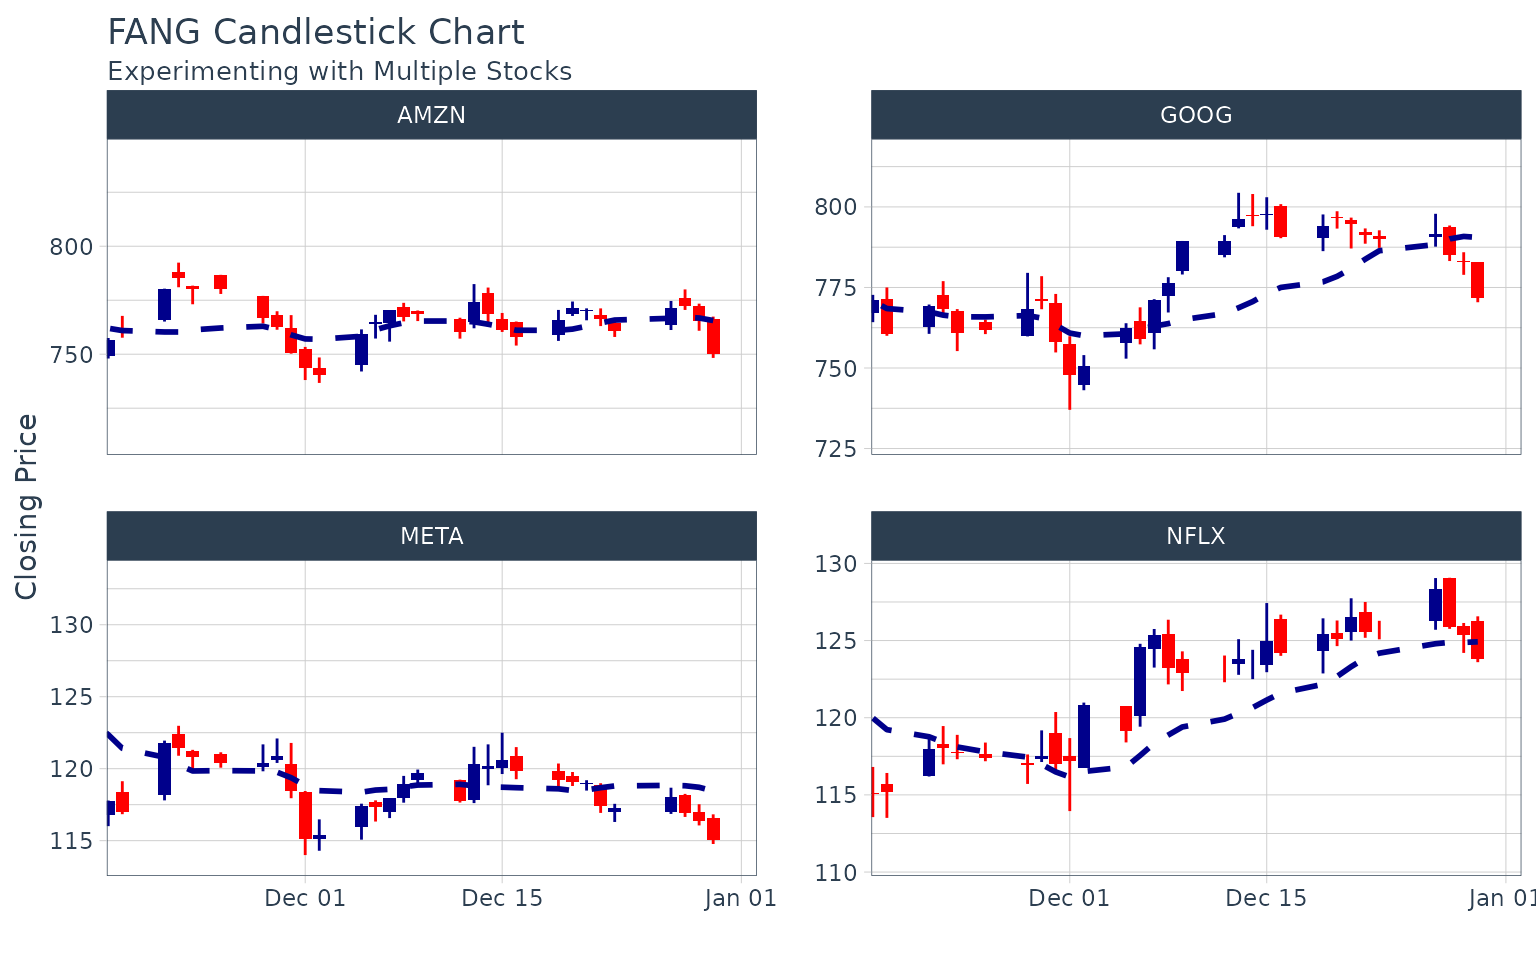 FANG Candlestick Chart
Experimenting with Multiple Stocks
AMZN
GOOG
800
750
800
775
750
725
Closing Price
META
NFLX
130
125
120
115
130
125
120
115
110
Dec 01
Dec 15
Jan 01
Dec 01
Dec 15
Jan 01